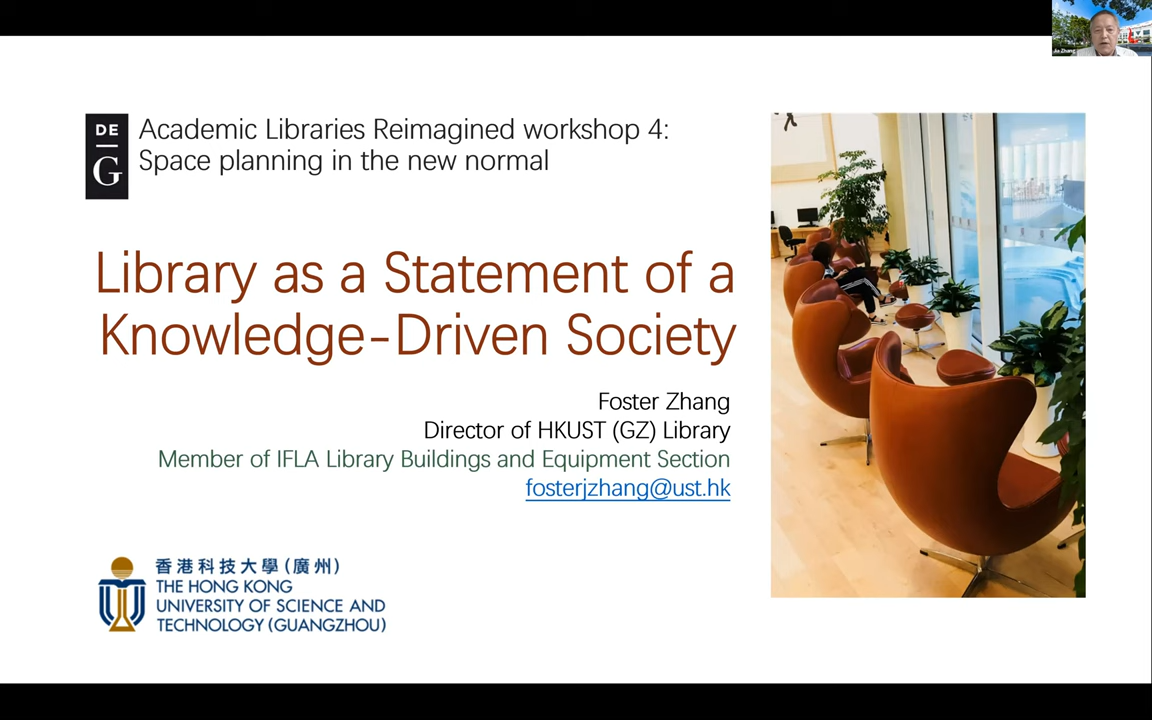 Jia Zhang
DE
G
Academic Libraries Reimagined workshop 4:
Space planning in the new normal
Library as a Statement of a
Knowledge-Driven Society
Foster Zhang
Director of HKUST (GZ) Library
Member of IFLA Library Buildings and Equipment Section
fosterjzhang@ust.hk
香港科技大學(廣州)
THE HONG KONG
UNIVERSITY OF SCIENCE AND
TECHNOLOGY (GUANGZHOU)